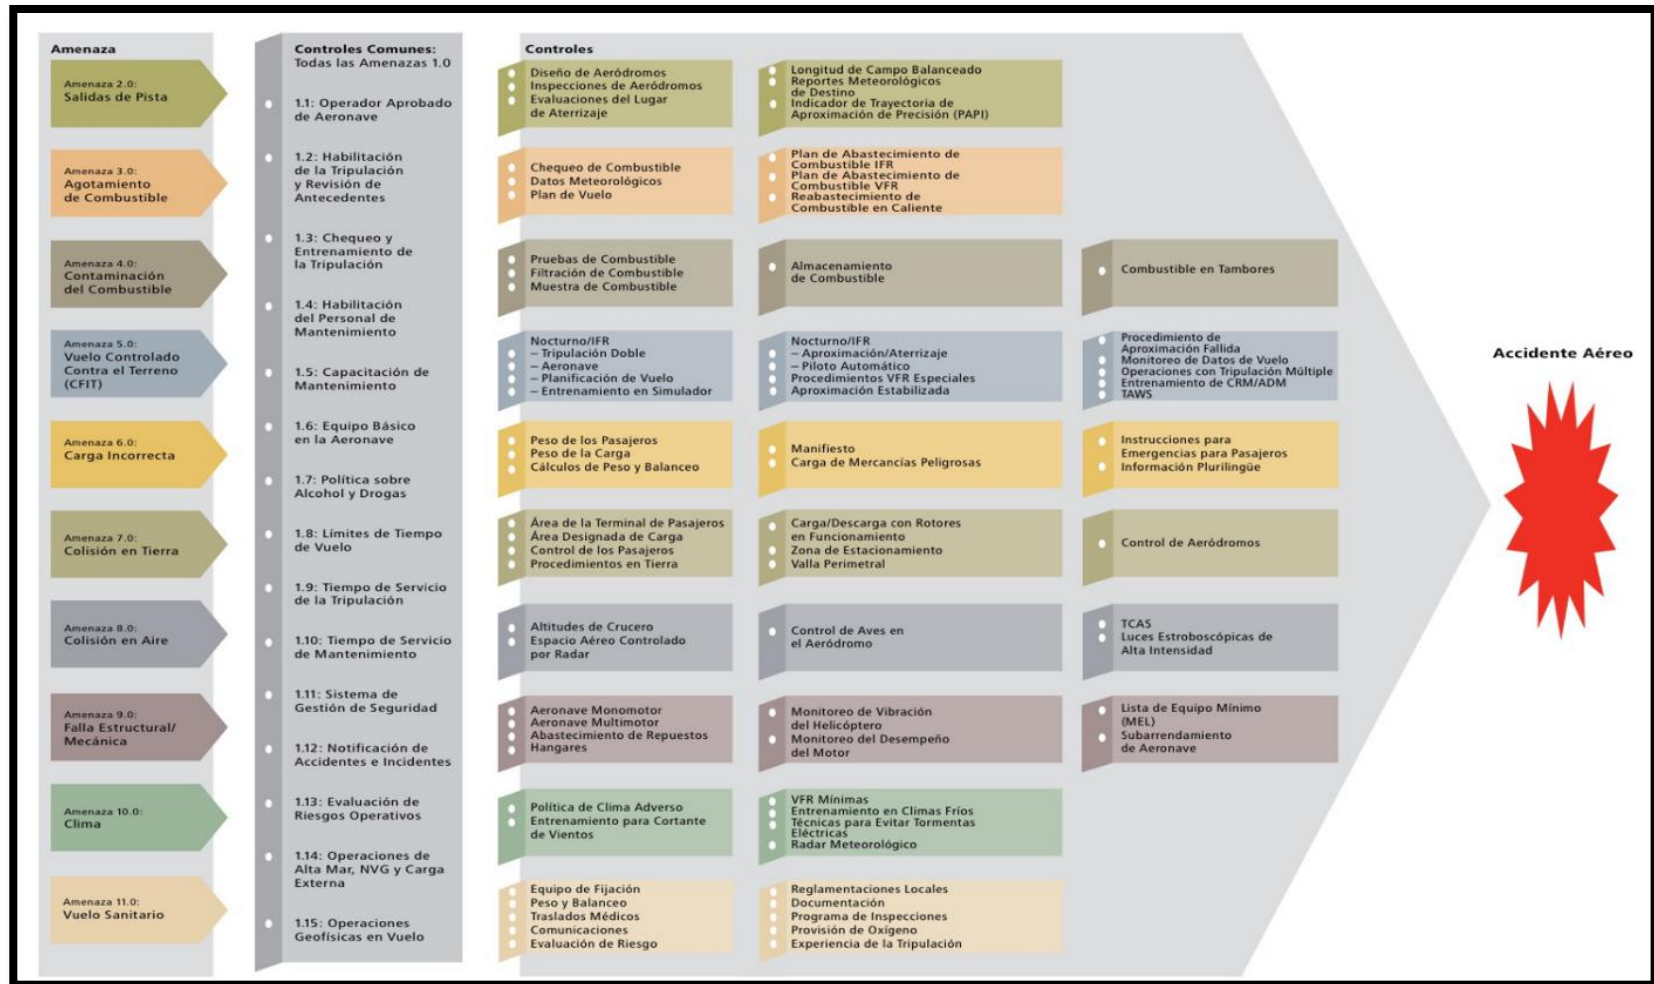 Amenaza
Amenaza 2.0:
Salidas de Pista
Amenaza 3.0:
Agotamiento
de Combustible
Amenaza 4.0:
Contaminación
del Combustible
Amenaza 5.0:
Vuelo Controlado
Contra el Terreno
(CFIT)
Amenaza 6.0:
Carga Incorrecta
Amenaza 7.0:
Colisión en Tierra
Amenaza 8.0:
Colisión en Aire
Amenaza 9.0:
Falla Estructural/
Mecánica
Amenaza 10.0:
Clima
Amenaza 11.0:
Vuelo Sanitario
Controles Comunes:
Todas las Amenazas 1.0
1.1: Operador Aprobado
de Aeronave
1.2: Habilitación
de la Tripulación
y Revisión de
Antecedentes
1.3: Chequeo y
Entrenamiento de
la Tripulación
1.4: Habilitación
del Personal de
Mantenimiento
1.5: Capacitación de
Mantenimiento
1.6: Equipo Básico
en la Aeronave
1.7: Política sobre
Alcohol y Drogas
1.8: Límites de Tiempo
de Vuelo
1.9: Tiempo de Servicio
de la Tripulación
1.10: Tiempo de Servicio
de Mantenimiento
1.11: Sistema de
Gestión de Seguridad
1.12: Notificación de
Accidentes e Incidentes
1.13: Evaluación de
Riesgos Operativos
1.14: Operaciones de
Alta Mar, NVG y Carga
Externa
1.15: Operaciones
Geofísicas en Vuelo
Controles
Diseño de Aeródromos
Inspecciones de Aeródromos
Evaluaciones del Lugar
de Aterrizaje
Longitud de Campo Balanceado
Reportes Meteorológicos
de Destino
Indicador de Trayectoria de
Aproximación de Precisión (PAPI)
Chequeo de Combustible
Datos Meteorológicos
Plan de Vuelo
Plan de Abastecimiento de
Combustible IFR
Plan de Abastecimiento de
Combustible VFR
Reabastecimiento de
Combustible en Caliente
Pruebas de Combustible
Filtración de Combustible
Muestra de Combustible
Almacenamiento
de Combustible
Combustible en Tambores
Nocturno/IFR
– Tripulación Doble
– Aeronave
– Planificación de Vuelo
– Entrenamiento en Simulador
Nocturno/IFR
– Aproximación/Aterrizaje
– Piloto Automático
Procedimientos VFR Especiales
Aproximación Estabilizada
Procedimiento de
Aproximación Fallida
Monitoreo de Datos de Vuelo
Operaciones con Tripulación Múltiple
Entrenamiento de CRM/ADM
TAWS
Peso de los Pasajeros
Peso de la Carga
Cálculos de Peso y Balanceo
Manifiesto
Carga de Mercancías Peligrosas
Instrucciones para
Emergencias para Pasajeros
Información Plurilingüe
Área de la Terminal de Pasajeros
Área Designada de Carga
Control de los Pasajeros
Procedimientos en Tierra
Carga/Descarga con Rotores
en Funcionamiento
Zona de Estacionamiento
Valla Perimetral
Control de Aeródromos
Altitudes de Crucero
Espacio Aéreo Controlado
por Radar
Control de Aves en
el Aeródromo
TCAS
Luces Estroboscópicas de
Alta Intensidad
Aeronave Monomotor
Aeronave Multimotor
Abastecimiento de Repuestos
Hangares
Monitoreo de Vibración
del Helicóptero
Monitoreo del Desempeño
del Motor
Lista de Equipo Mínimo
(MEL)
Subarrendamiento
de Aeronave
Política de Clima Adverso
Entrenamiento para Cortante
de Vientos
VFR Mínimas
Entrenamiento en Climas Fríos
Técnicas para Evitar Tormentas
Eléctricas
Radar Meteorológico
Equipo de Fijación
Peso y Balanceo
Traslados Médicos
Comunicaciones
Evaluación de Riesgo
Reglamentaciones Locales
Documentación
Programa de Inspecciones
Provisión de Oxígeno
Experiencia de la Tripulación
Accidente Aéreo